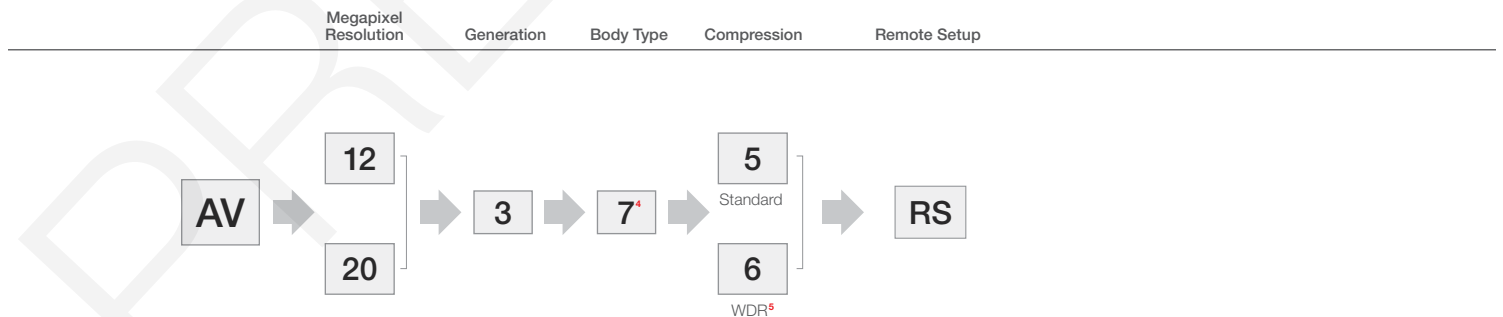 Megapixel
Resolution Generation Body Type Compression Remote Setup
12 5
Standard
AV 3 7⁴ RS
20 6
WDR⁵